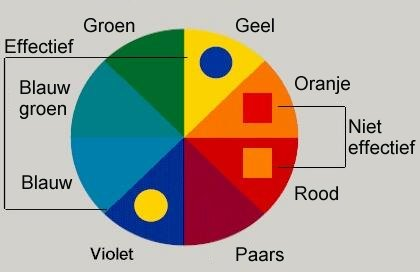 Groen
Geel
Effectief
Oranje
Blauw
groen
Niet
effectief
Blauw
Rood
Violet
Paars